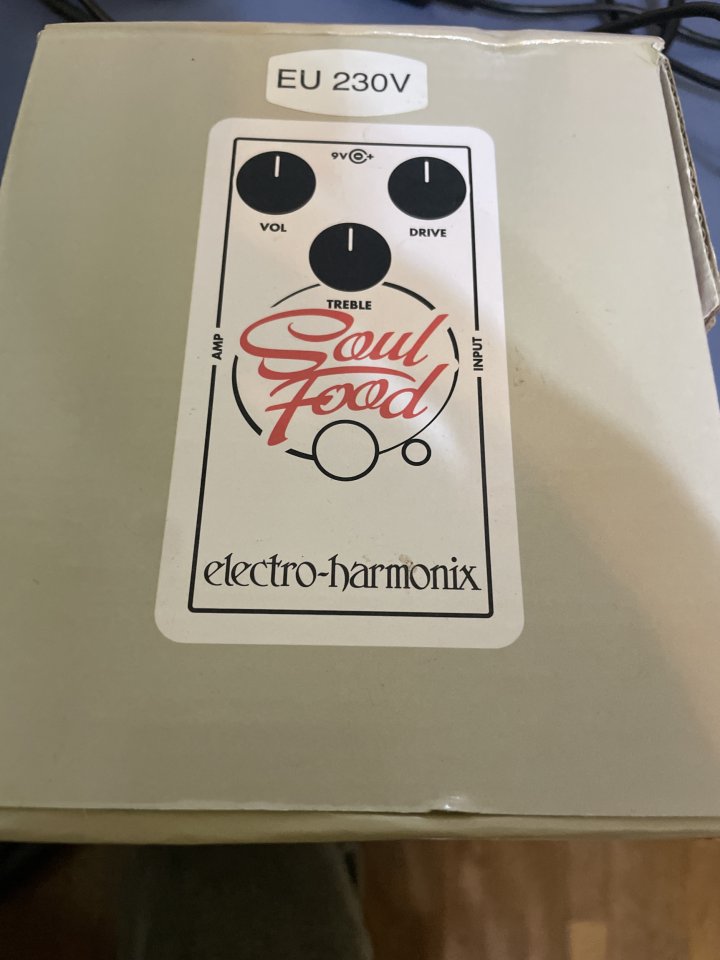 EU 230V
9V +
VOL
DRIVE
TREBLE
AMP
INPUT
Soul
Food
electro-harmonix